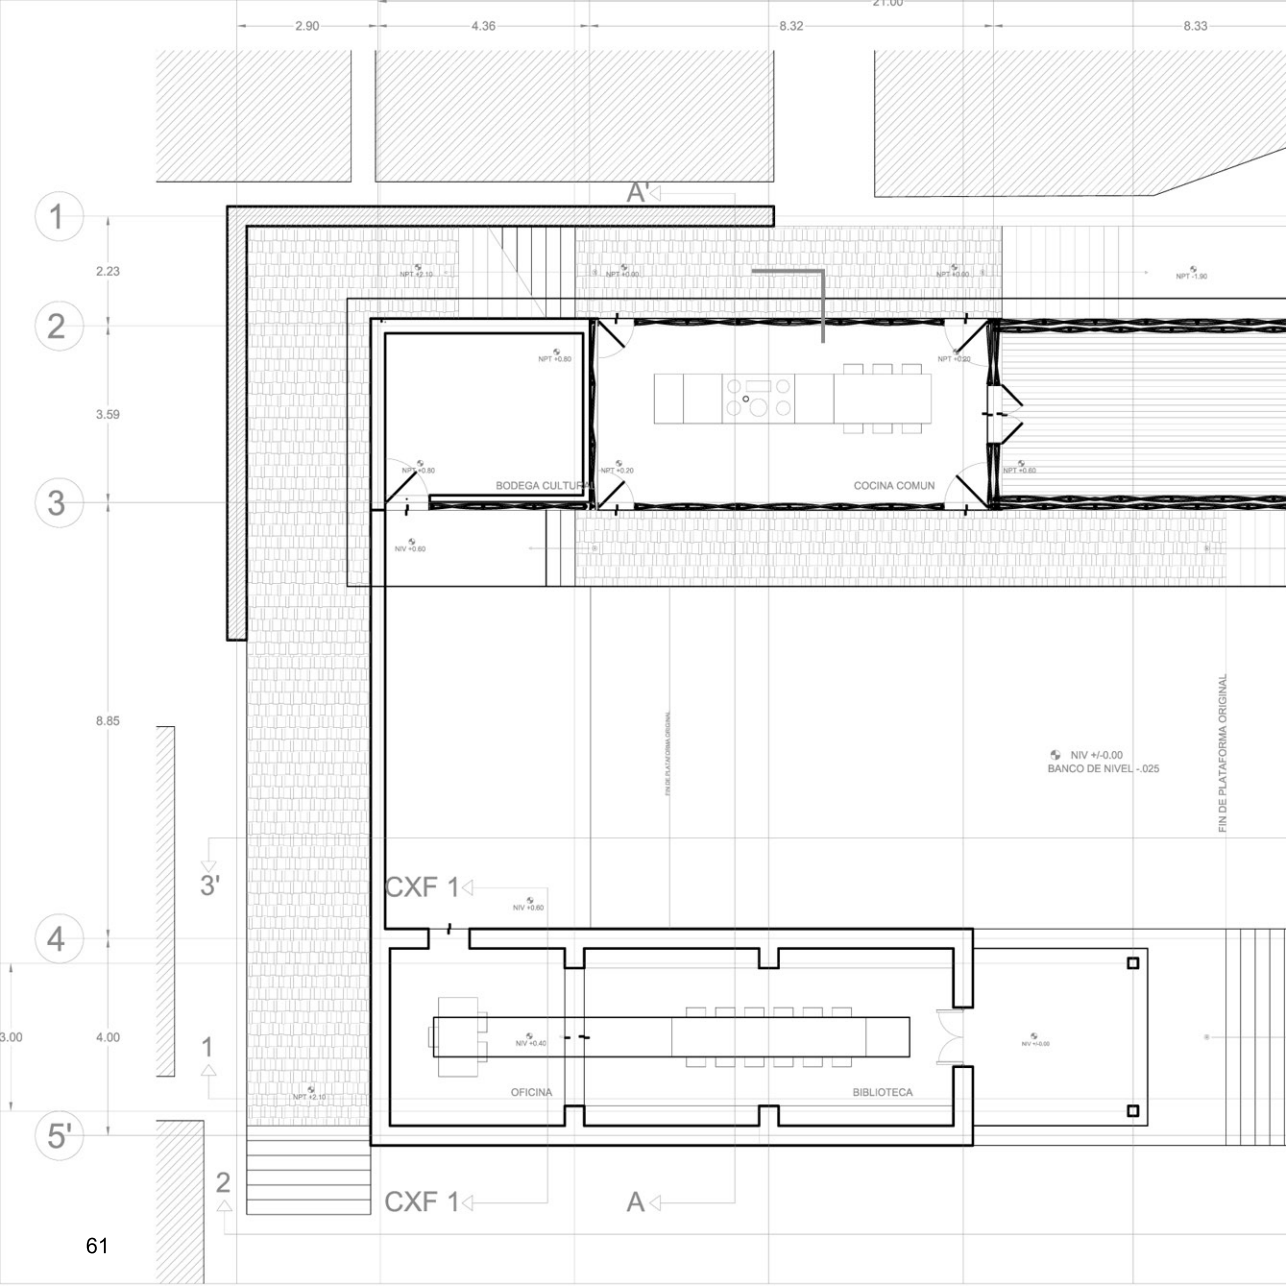 21.00
2.90
4.36
8.32
8.33
A'
1
2.23
NPT +2.10
NPT +0.00
NPT +0.00
NPT -1.90
2
NPT +0.80
NPT +0.20
3.59
NPT +0.80
NPT +0.20
NPT +0.60
BODEGA CULTURAL
COCINA COMUN
3
NIV +0.60
FIN DE PLATAFORMA ORIGINAL
FIN DE PLATAFORMA ORIGINAL
8.85
NIV +/-0.00
BANCO DE NIVEL -.025
3'
CXF 1
NIV +0.60
4
3.00
4.00
1
NIV +0.40
NIV +/-0.00
OFICINA
BIBLIOTECA
NPT +2.10
5'
2
CXF 1
A
61